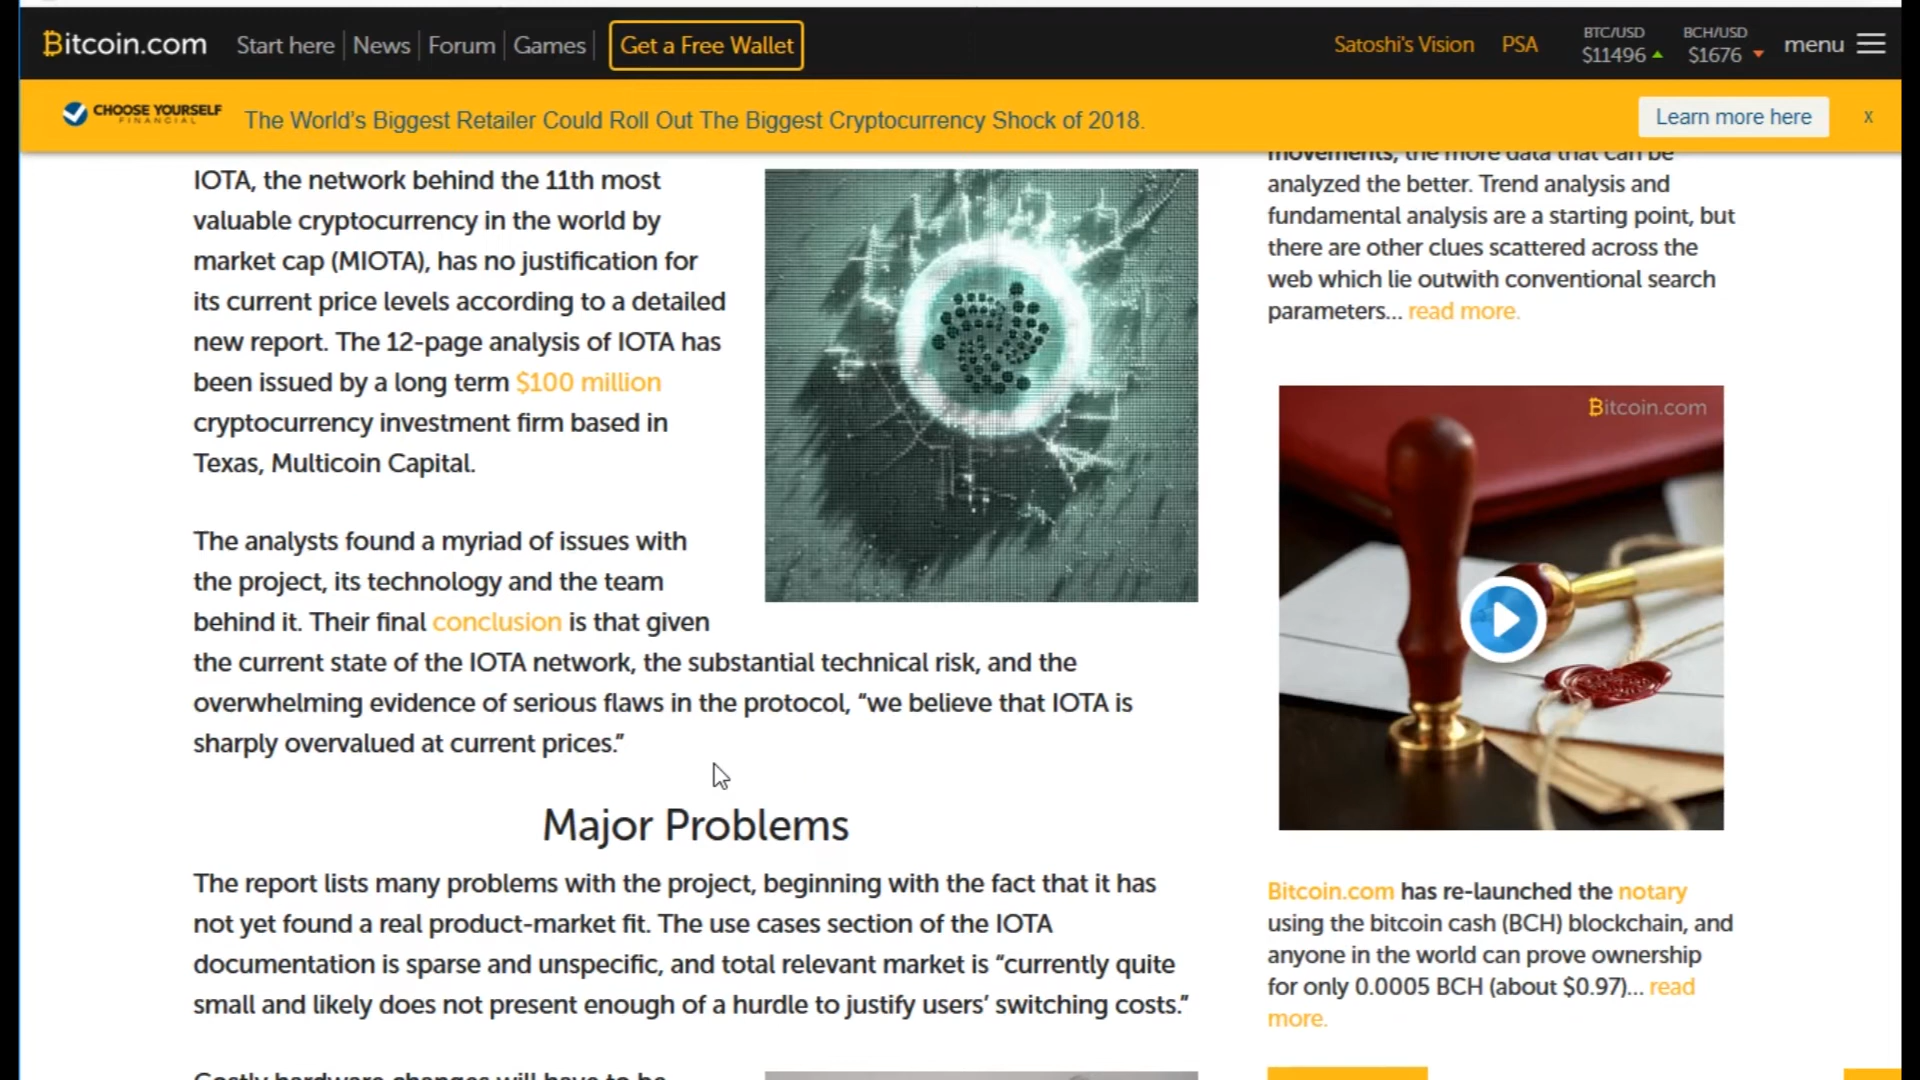 Bitcoin.com
Start here
News
Forum
Games
Get a Free Wallet
Satoshi's Vision
PSA
BTC/USD
$11496
BCH/USD
$1676
menu
CHOOSE YOURSELF
FINANCIAL
The World's Biggest Retailer Could Roll Out The Biggest Cryptocurrency Shock of 2018.
Learn more here
x
IOTA, the network behind the 11th most
valuable cryptocurrency in the world by
market cap (MIOTA), has no justification for
its current price levels according to a detailed
new report. The 12-page analysis of IOTA has
been issued by a long term $100 million
cryptocurrency investment firm based in
Texas, Multicoin Capital.
The analysts found a myriad of issues with
the project, its technology and the team
behind it. Their final conclusion is that given
the current state of the IOTA network, the substantial technical risk, and the
overwhelming evidence of serious flaws in the protocol, “we believe that IOTA is
sharply overvalued at current prices.”
Major Problems
The report lists many problems with the project, beginning with the fact that it has
not yet found a real product-market fit. The use cases section of the IOTA
documentation is sparse and unspecific, and total relevant market is “currently quite
small and likely does not present enough of a hurdle to justify users’ switching costs.”
Costly hardware changes will have to be
movements, the more data that can be
analyzed the better. Trend analysis and
fundamental analysis are a starting point, but
there are other clues scattered across the
web which lie outwith conventional search
parameters... read more.
Bitcoin.com
Bitcoin.com has re-launched the notary
using the bitcoin cash (BCH) blockchain, and
anyone in the world can prove ownership
for only 0.0005 BCH (about $0.97)... read
more.